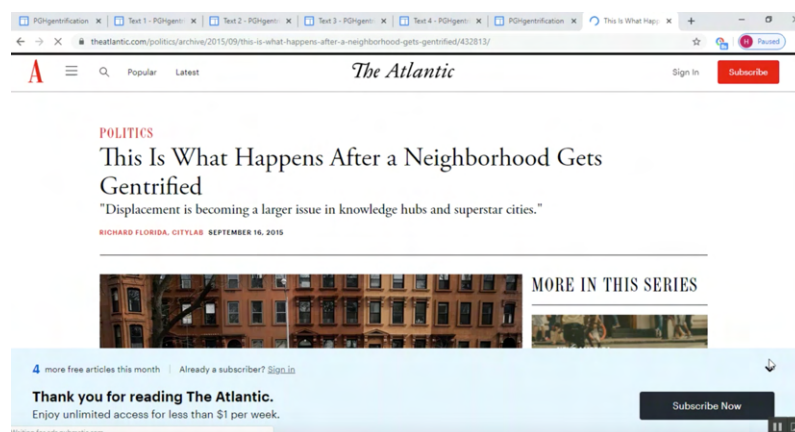 PGHgentrification
Text 1 - PGHgentri
Text 2 - PGHgentri
Text 3 - PGHgentri
Text 4 - PGHgentri
PGHgentrification
This Is What Happ
theatlantic.com/politics/archive/2015/09/this-is-what-happens-after-a-neighborhood-gets-gentrified/432813/
H Paused
A
Popular
Latest
The Atlantic
Sign In
Subscribe
POLITICS
This Is What Happens After a Neighborhood Gets
Gentrified
"Displacement is becoming a larger issue in knowledge hubs and superstar cities."
RICHARD FLORIDA, CITYLAB SEPTEMBER 16, 2015
MORE IN THIS SERIES
4 more free articles this month | Already a subscriber? Sign in
Thank you for reading The Atlantic.
Enjoy unlimited access for less than $1 per week.
Subscribe Now